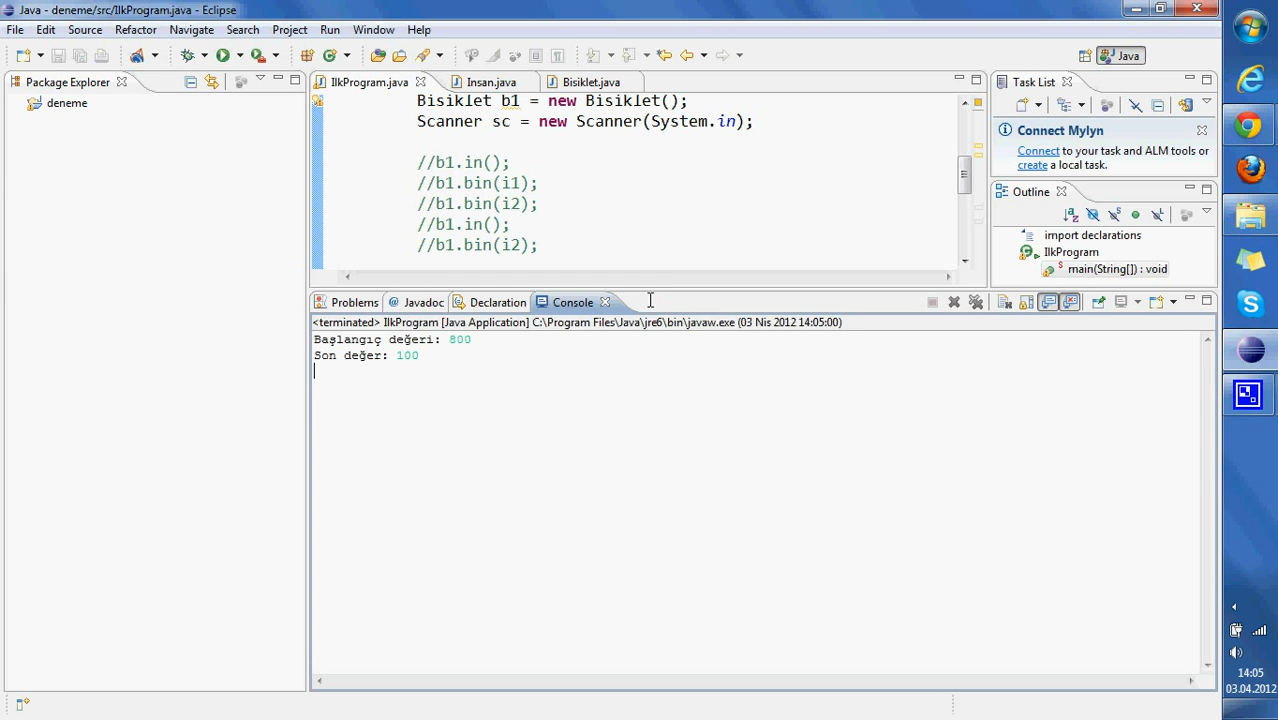 Java - deneme/src/IlkProgram.java - Eclipse
File Edit Source Refactor Navigate Search Project Run Window Help
Java
Package Explorer
deneme
IlkProgram.java Insan.java Bisiklet.java
Bisiklet b1 = new Bisiklet();
Scanner sc = new Scanner(System.in);
//b1.in();
//b1.bin(i1);
//b1.bin(i2);
//b1.in();
//b1.bin(i2);
Task List
Connect Mylyn
Connect to your task and ALM tools or
create a local task.
Outline
import declarations
IlkProgram
main(String[]) : void
Problems Javadoc Declaration Console
<terminated> IlkProgram [Java Application] C:\Program Files\Java\jre6\bin\javaw.exe (03 Nis 2012 14:05:00)
Başlangıç değeri: 800
Son değer: 100
14:05
03.04.2012